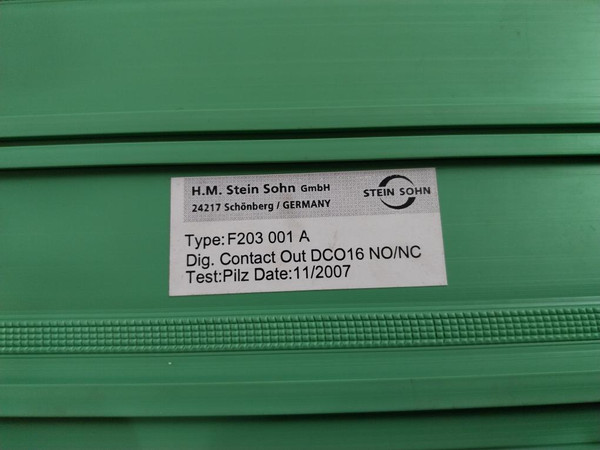 H.M. Stein Sohn GmbH
24217 Schönberg / GERMANY
STEIN SOHN
Type:F203 001 A
Dig. Contact Out DCO16 NO/NC
Test:Pilz Date:11/2007